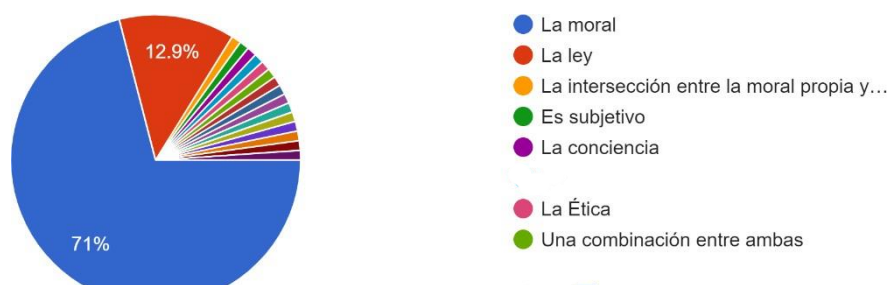 12.9%
71%
La moral
La ley
La intersección entre la moral propia y…
Es subjetivo
La conciencia
La Ética
Una combinación entre ambas